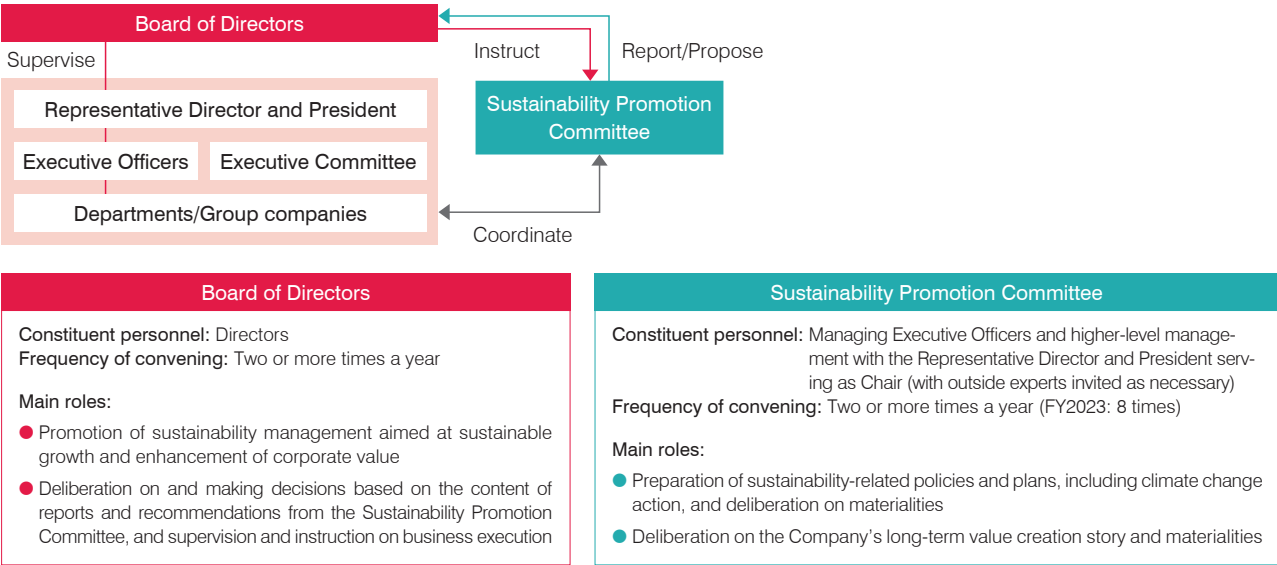 Board of Directors
Supervise
Instruct
Report/Propose
Representative Director and President
Executive Officers
Executive Committee
Departments/Group companies
Sustainability Promotion
Committee
Coordinate
Board of Directors
Constituent personnel: Directors
Frequency of convening: Two or more times a year
Main roles:
● Promotion of sustainability management aimed at sustainable
growth and enhancement of corporate value
● Deliberation on and making decisions based on the content of
reports and recommendations from the Sustainability Promotion
Committee, and supervision and instruction on business execution
Sustainability Promotion Committee
Constituent personnel: Managing Executive Officers and higher-level manage-
ment with the Representative Director and President serv-
ing as Chair (with outside experts invited as necessary)
Frequency of convening: Two or more times a year (FY2023: 8 times)
Main roles:
● Preparation of sustainability-related policies and plans, including climate change
action, and deliberation on materialities
● Deliberation on the Company's long-term value creation story and materialities